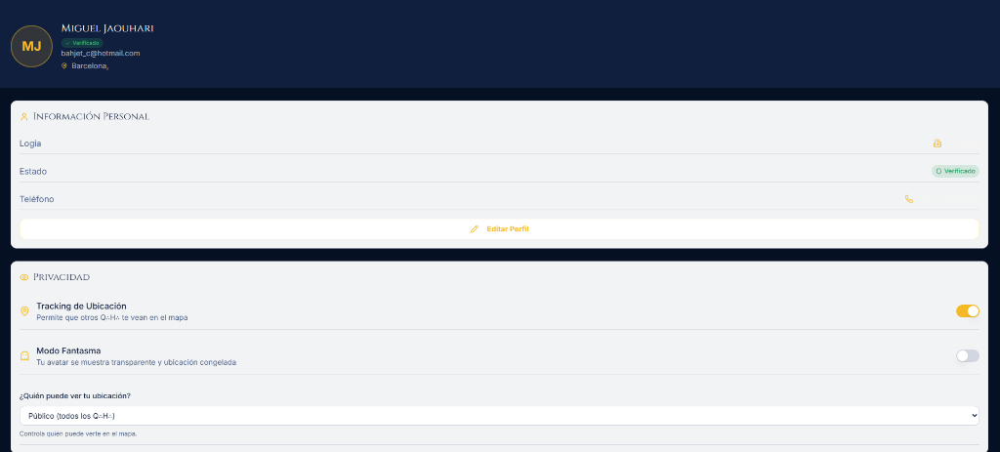 MJ
Miguel Jaouhari
Verificado
bahjet_c@hotmail.com
Barcelona,
Información Personal
Logia
Estado
Verificado
Teléfono
Editar Perfil
Privacidad
Tracking de Ubicación
Permite que otros Q∴H∴ te vean en el mapa
Modo Fantasma
Tu avatar se muestra transparente y ubicación congelada
¿Quién puede ver tu ubicación?
Público (todos los Q∴H∴)
Controla quién puede verte en el mapa.